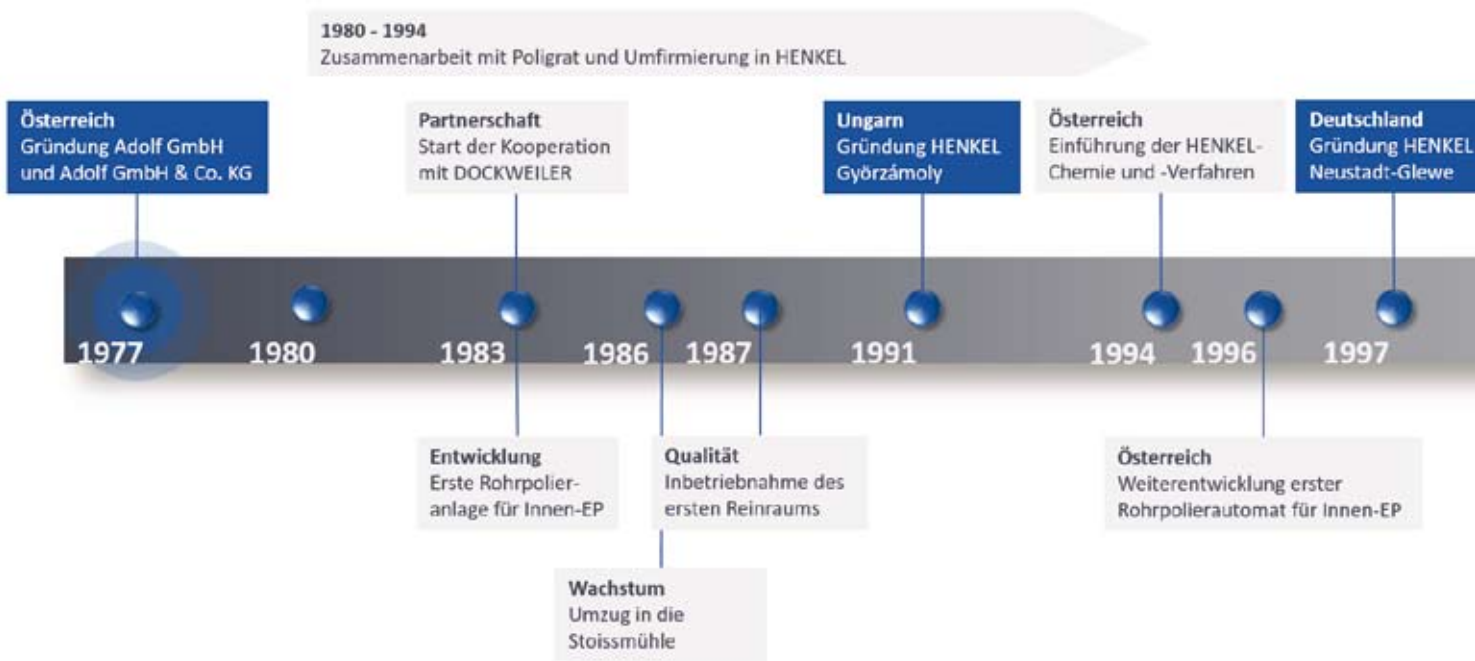 1980 - 1994
Zusammenarbeit mit Poligrat und Umfirmierung in HENKEL
Österreich
Gründung Adolf GmbH
und Adolf GmbH & Co. KG
Partnerschaft
Start der Kooperation
mit DOCKWEILER
Ungarn
Gründung HENKEL
Györzámoly
Österreich
Einführung der HENKEL-
Chemie und -Verfahren
Deutschland
Gründung HENKEL
Neustadt-Glewe
1977
1980
1983
1986
1987
1991
1994
1996
1997
Entwicklung
Erste Rohrpolier-
anlage für Innen-EP
Qualität
Inbetriebnahme des
ersten Reinraums
Österreich
Weiterentwicklung erster
Rohrpolierautomat für Innen-EP
Wachstum
Umzug in die
Stoissmühle